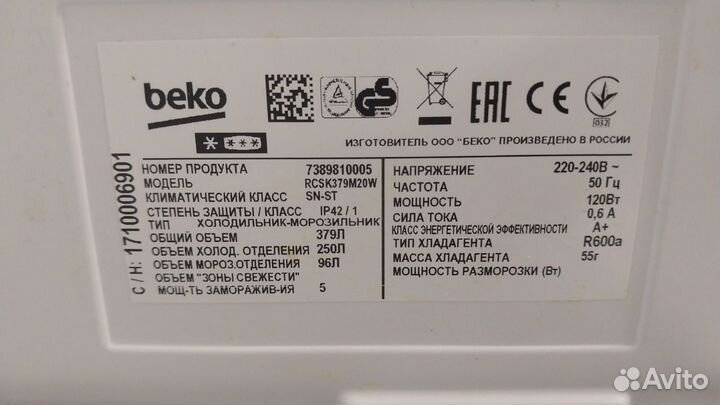 beko
GS
EAC
CE
032
ИЗГОТОВИТЕЛЬ ООО "БЕКО" ПРОИЗВЕДЕНО В РОССИИ
НОМЕР ПРОДУКТА 7389810005
МОДЕЛЬ RCSK379M20W
КЛИМАТИЧЕСКИЙ КЛАСС SN-ST
СТЕПЕНЬ ЗАЩИТЫ / КЛАСС IP42 / 1
ТИП ХОЛОДИЛЬНИК-МОРОЗИЛЬНИК
ОБЩИЙ ОБЪЕМ 379Л
ОБЪЕМ ХОЛОД. ОТДЕЛЕНИЯ 250Л
ОБЪЕМ МОРОЗ.ОТДЕЛЕНИЯ 96Л
ОБЪЕМ "ЗОНЫ СВЕЖЕСТИ"
МОЩ-ТЬ ЗАМОРАЖИВ-ИЯ 5
НАПРЯЖЕНИЕ 220-240В ~
ЧАСТОТА 50 Гц
МОЩНОСТЬ 120Вт
СИЛА ТОКА 0,6 А
КЛАСС ЭНЕРГЕТИЧЕСКОЙ ЭФФЕКТИВНОСТИ A+
ТИП ХЛАДАГЕНТА R600a
МАССА ХЛАДАГЕНТА 55г
МОЩНОСТЬ РАЗМОРОЗКИ (Вт)
С / Н: 1710006901
Avito